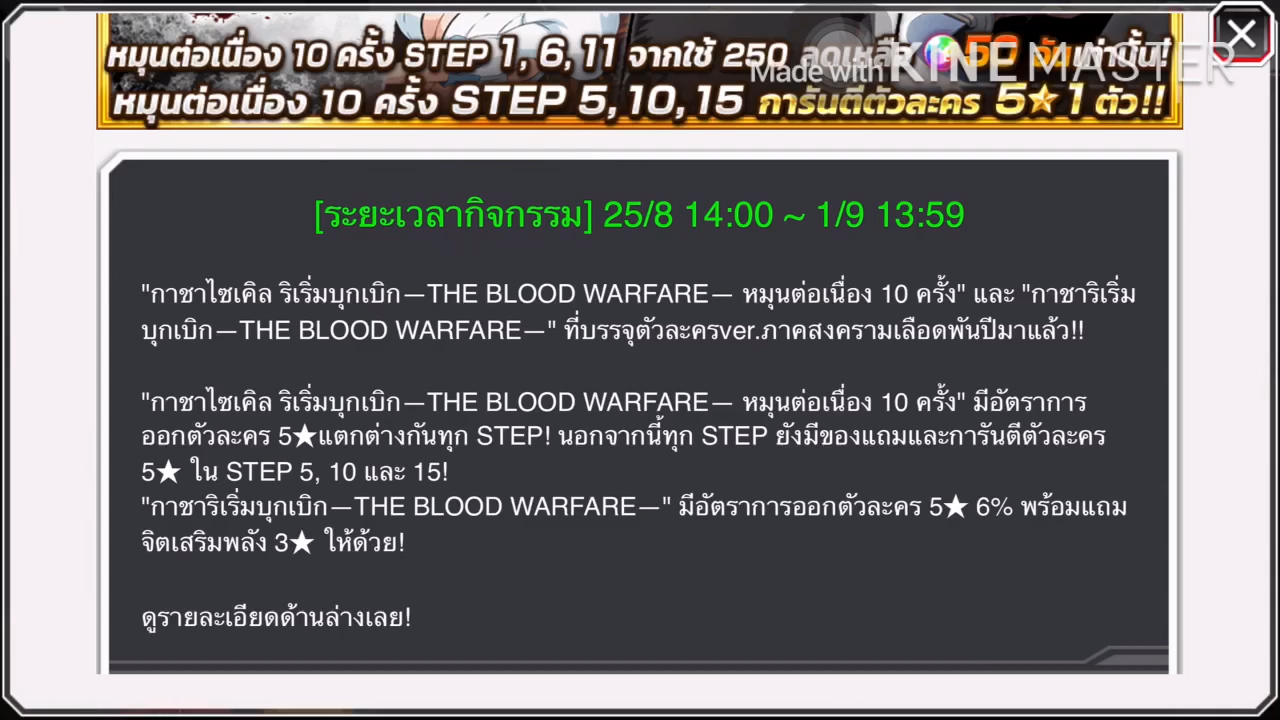 หมุนต่อเนื่อง 10 ครั้ง STEP 1, 6, 11 จากใช้ 250 ลดเหลือ 50 อันเท่านั้น!
Made with KINEMASTER
หมุนต่อเนื่อง 10 ครั้ง STEP 5, 10, 15 การันตีตัวละคร 5★ 1 ตัว!!
[ระยะเวลากิจกรรม] 25/8 14:00 ~ 1/9 13:59
"กาชาไซเคิล ริเริ่มบุกเบิก—THE BLOOD WARFARE— หมุนต่อเนื่อง 10 ครั้ง" และ "กาชาริเริ่ม
บุกเบิก—THE BLOOD WARFARE—" ที่บรรจุตัวละครver.ภาคสงครามเลือดพันปีมาแล้ว!!
"กาชาไซเคิล ริเริ่มบุกเบิก—THE BLOOD WARFARE— หมุนต่อเนื่อง 10 ครั้ง" มีอัตราการ
ออกตัวละคร 5★แตกต่างกันทุก STEP! นอกจากนี้ทุก STEP ยังมีของแถมและการันตีตัวละคร
5★ ใน STEP 5, 10 และ 15!
"กาชาริเริ่มบุกเบิก—THE BLOOD WARFARE—" มีอัตราการออกตัวละคร 5★ 6% พร้อมแถม
จิตเสริมพลัง 3★ ให้ด้วย!
ดูรายละเอียดด้านล่างเลย!